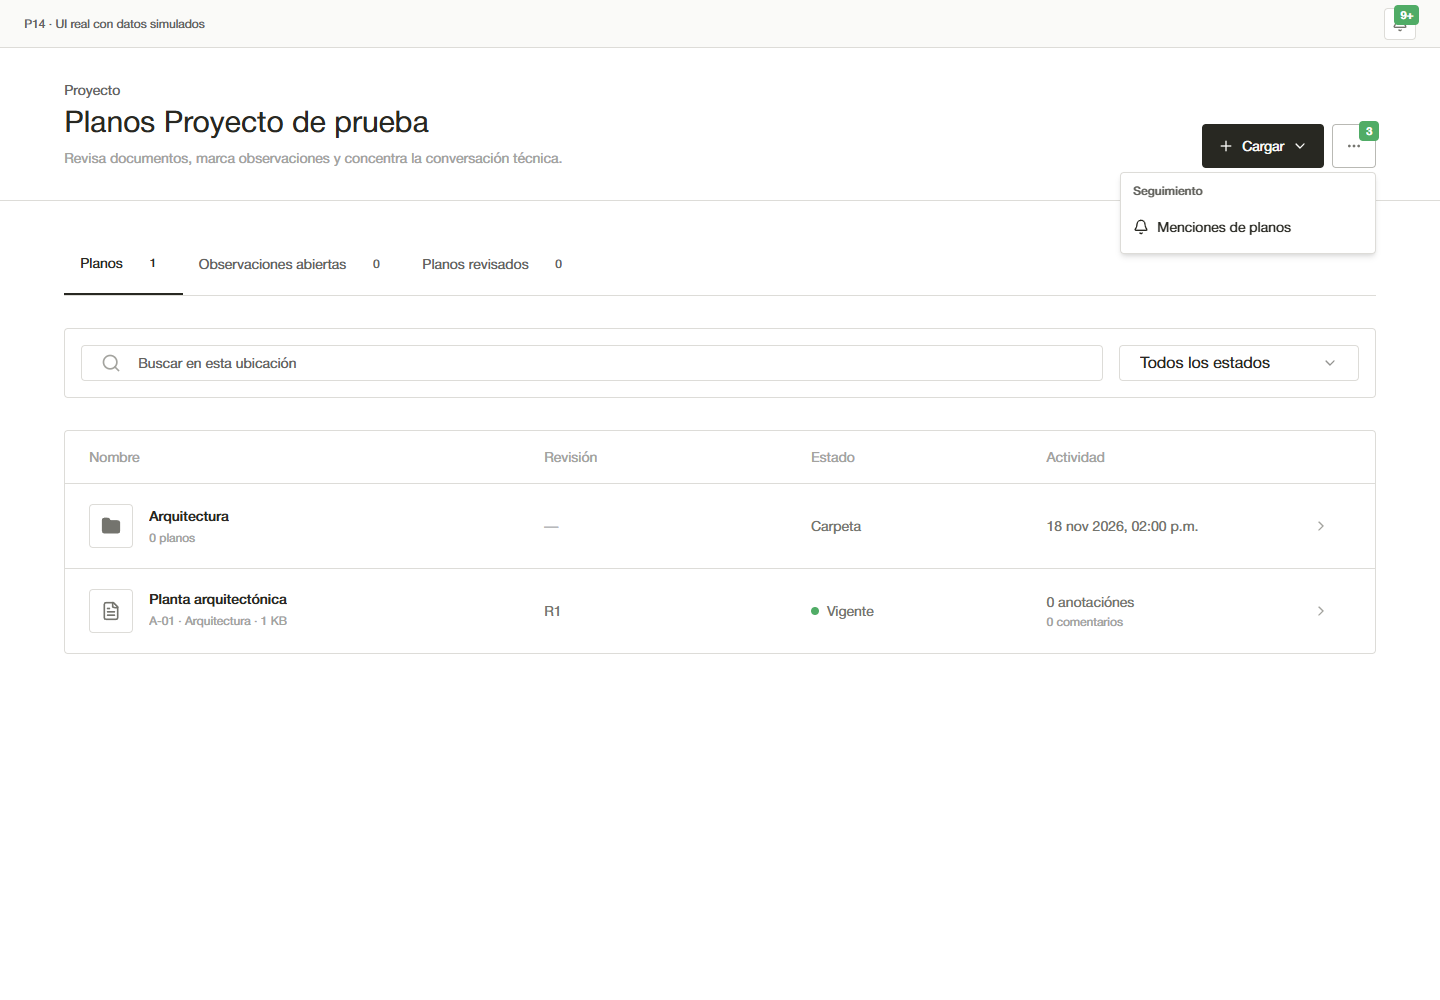 P14 · UI real con datos simulados
9+
Proyecto
Planos Proyecto de prueba
Revisa documentos, marca observaciones y concentra la conversación técnica.
Cargar
3
Seguimiento
Menciones de planos
Planos 1
Observaciones abiertas 0
Planos revisados 0
Buscar en esta ubicación
Todos los estados
Nombre Revisión Estado Actividad
Arquitectura
0 planos
—
Carpeta
18 nov 2026, 02:00 p.m.
Planta arquitectónica
A-01 · Arquitectura · 1 KB
R1
Vigente
0 anotaciónes
0 comentarios